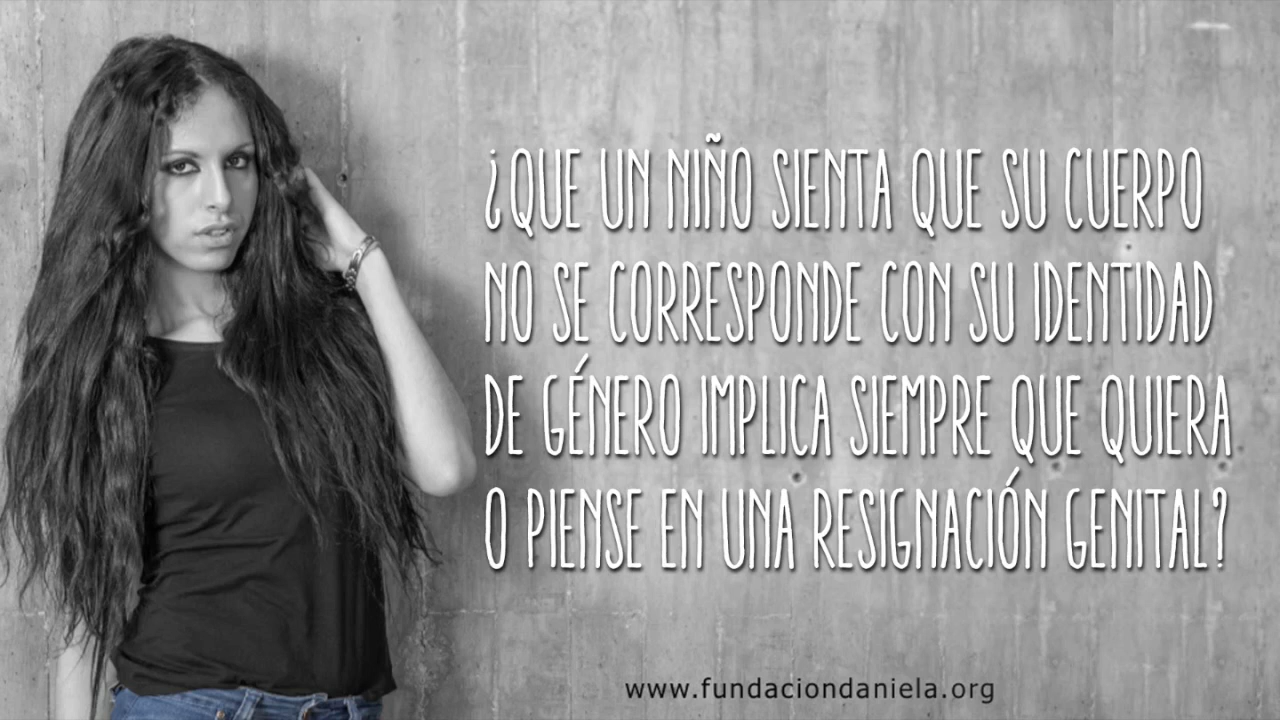 ¿QUE UN NIÑO SIENTA QUE SU CUERPO
NO SE CORRESPONDE CON SU IDENTIDAD
DE GÉNERO IMPLICA SIEMPRE QUE QUIERA
O PIENSE EN UNA RESIGNACIÓN GENITAL?
www.fundaciondaniela.org